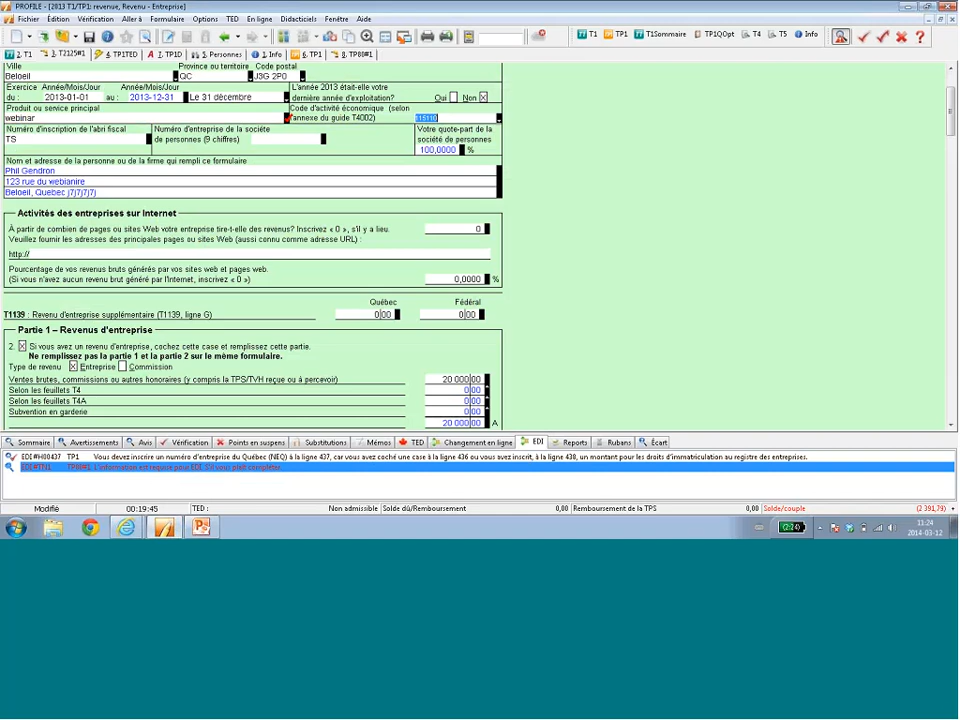 PROFILE - [2013 T1/TP1: revenue, Revenu - Entreprise]
Fichier Édition Vérification Aller à Formulaire Options TED En ligne Didacticiels Fenêtre Aide
T1 TP1 T1Sommaire TP1QOpt T4 T5 Info
2. T1 3. T2125#1 4. TP1TED 7. TP1D 5. Personnes 1. Info 6. TP1 8. TP80#1
Ville Province ou territoire Code postal
Beloeil QC J3G 2P0
Exercice Année/Mois/Jour Année/Mois/Jour L'année 2013 était-elle votre
du : 2013-01-01 au : 2013-12-31 Le 31 décembre dernière année d'exploitation? Oui Non X
Produit ou service principal Code d'activité économique (selon
webinar l'annexe du guide T4002) 115110
Numéro d'inscription de l'abri fiscal Numéro d'entreprise de la société Votre quote-part de la
TS de personnes (9 chiffres) société de personnes
100,0000 %
Nom et adresse de la personne ou de la firme qui rempli ce formulaire
Phil Gendron
123 rue du webianire
Beloeil, Quebec j7j7j7j7j
Activités des entreprises sur Internet
À partir de combien de pages ou sites Web votre entreprise tire-t-elle des revenus? Inscrivez « 0 », s'il y a lieu. 0
Veuillez fournir les adresses des principales pages ou sites Web (aussi connu comme adresse URL) :
http://
Pourcentage de vos revenus bruts générés par vos sites web et pages web.
(Si vous n'avez aucun revenu brut généré par l'Internet, inscrivez « 0 ») 0,0000 %
Québec Fédéral
T1139 : Revenu d'entreprise supplémentaire (T1139, ligne G) 0 00 0 00
Partie 1 – Revenus d'entreprise
2. X Si vous avez un revenu d'entreprise, cochez cette case et remplissez cette partie.
Ne remplissez pas la partie 1 et la partie 2 sur le même formulaire.
Type de revenu X Entreprise Commission
Ventes brutes, commissions ou autres honoraires (y compris la TPS/TVH reçue ou à percevoir) 20 000 00
Selon les feuillets T4 0 00
Selon les feuillets T4A 0 00
Subvention en garderie 0 00
20 000 00 A
Sommaire Avertissements Avis Vérification Points en suspens Substitutions Mémos TED Changement en ligne EDI Reports Rubans Écart
EDI#H00437 TP1 Vous devez inscrire un numéro d'entreprise du Québec (NEQ) à la ligne 437, car vous avez coché une case à la ligne 436 ou vous avez inscrit, à la ligne 438, un montant pour les droits d'immatriculation au registre des entreprises.
TP80#1 L'information est requise pour EDI. S'il vous plaît compléter.
Modifié 00:19:45 TED : Non admissible Solde dû/Remboursement 0,00 Remboursement de la TPS 0,00 Solde/couple (2 391,79)
(2:24) 11:24
2014-03-12